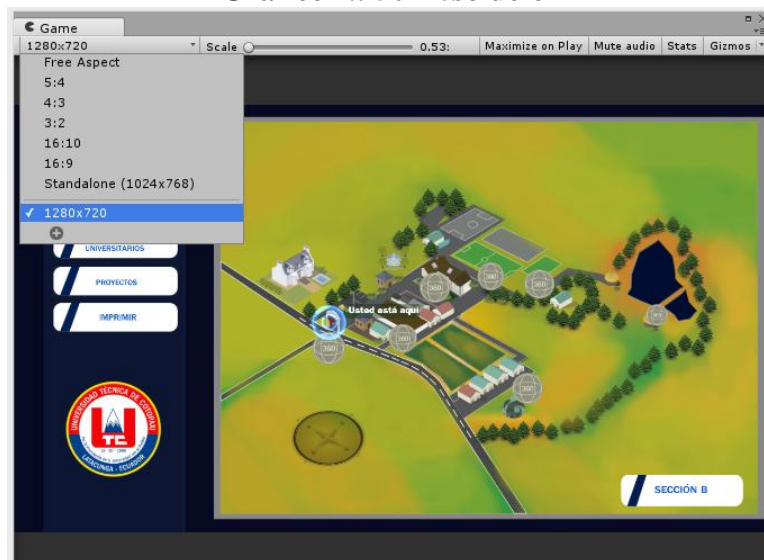 Game
1280x720
Scale
0.53:
Maximize on Play
Mute audio
Stats
Gizmos
Free Aspect
5:4
4:3
3:2
16:10
16:9
Standalone (1024x768)
1280x720
UNIVERSITARIOS
PROYECTOS
IMPRIMIR
Usted está aquí
360
360
360
360
360
360
UNIVERSIDAD TÉCNICA DE COTOPAXI
UTC
LATACUNGA - ECUADOR
SECCIÓN B